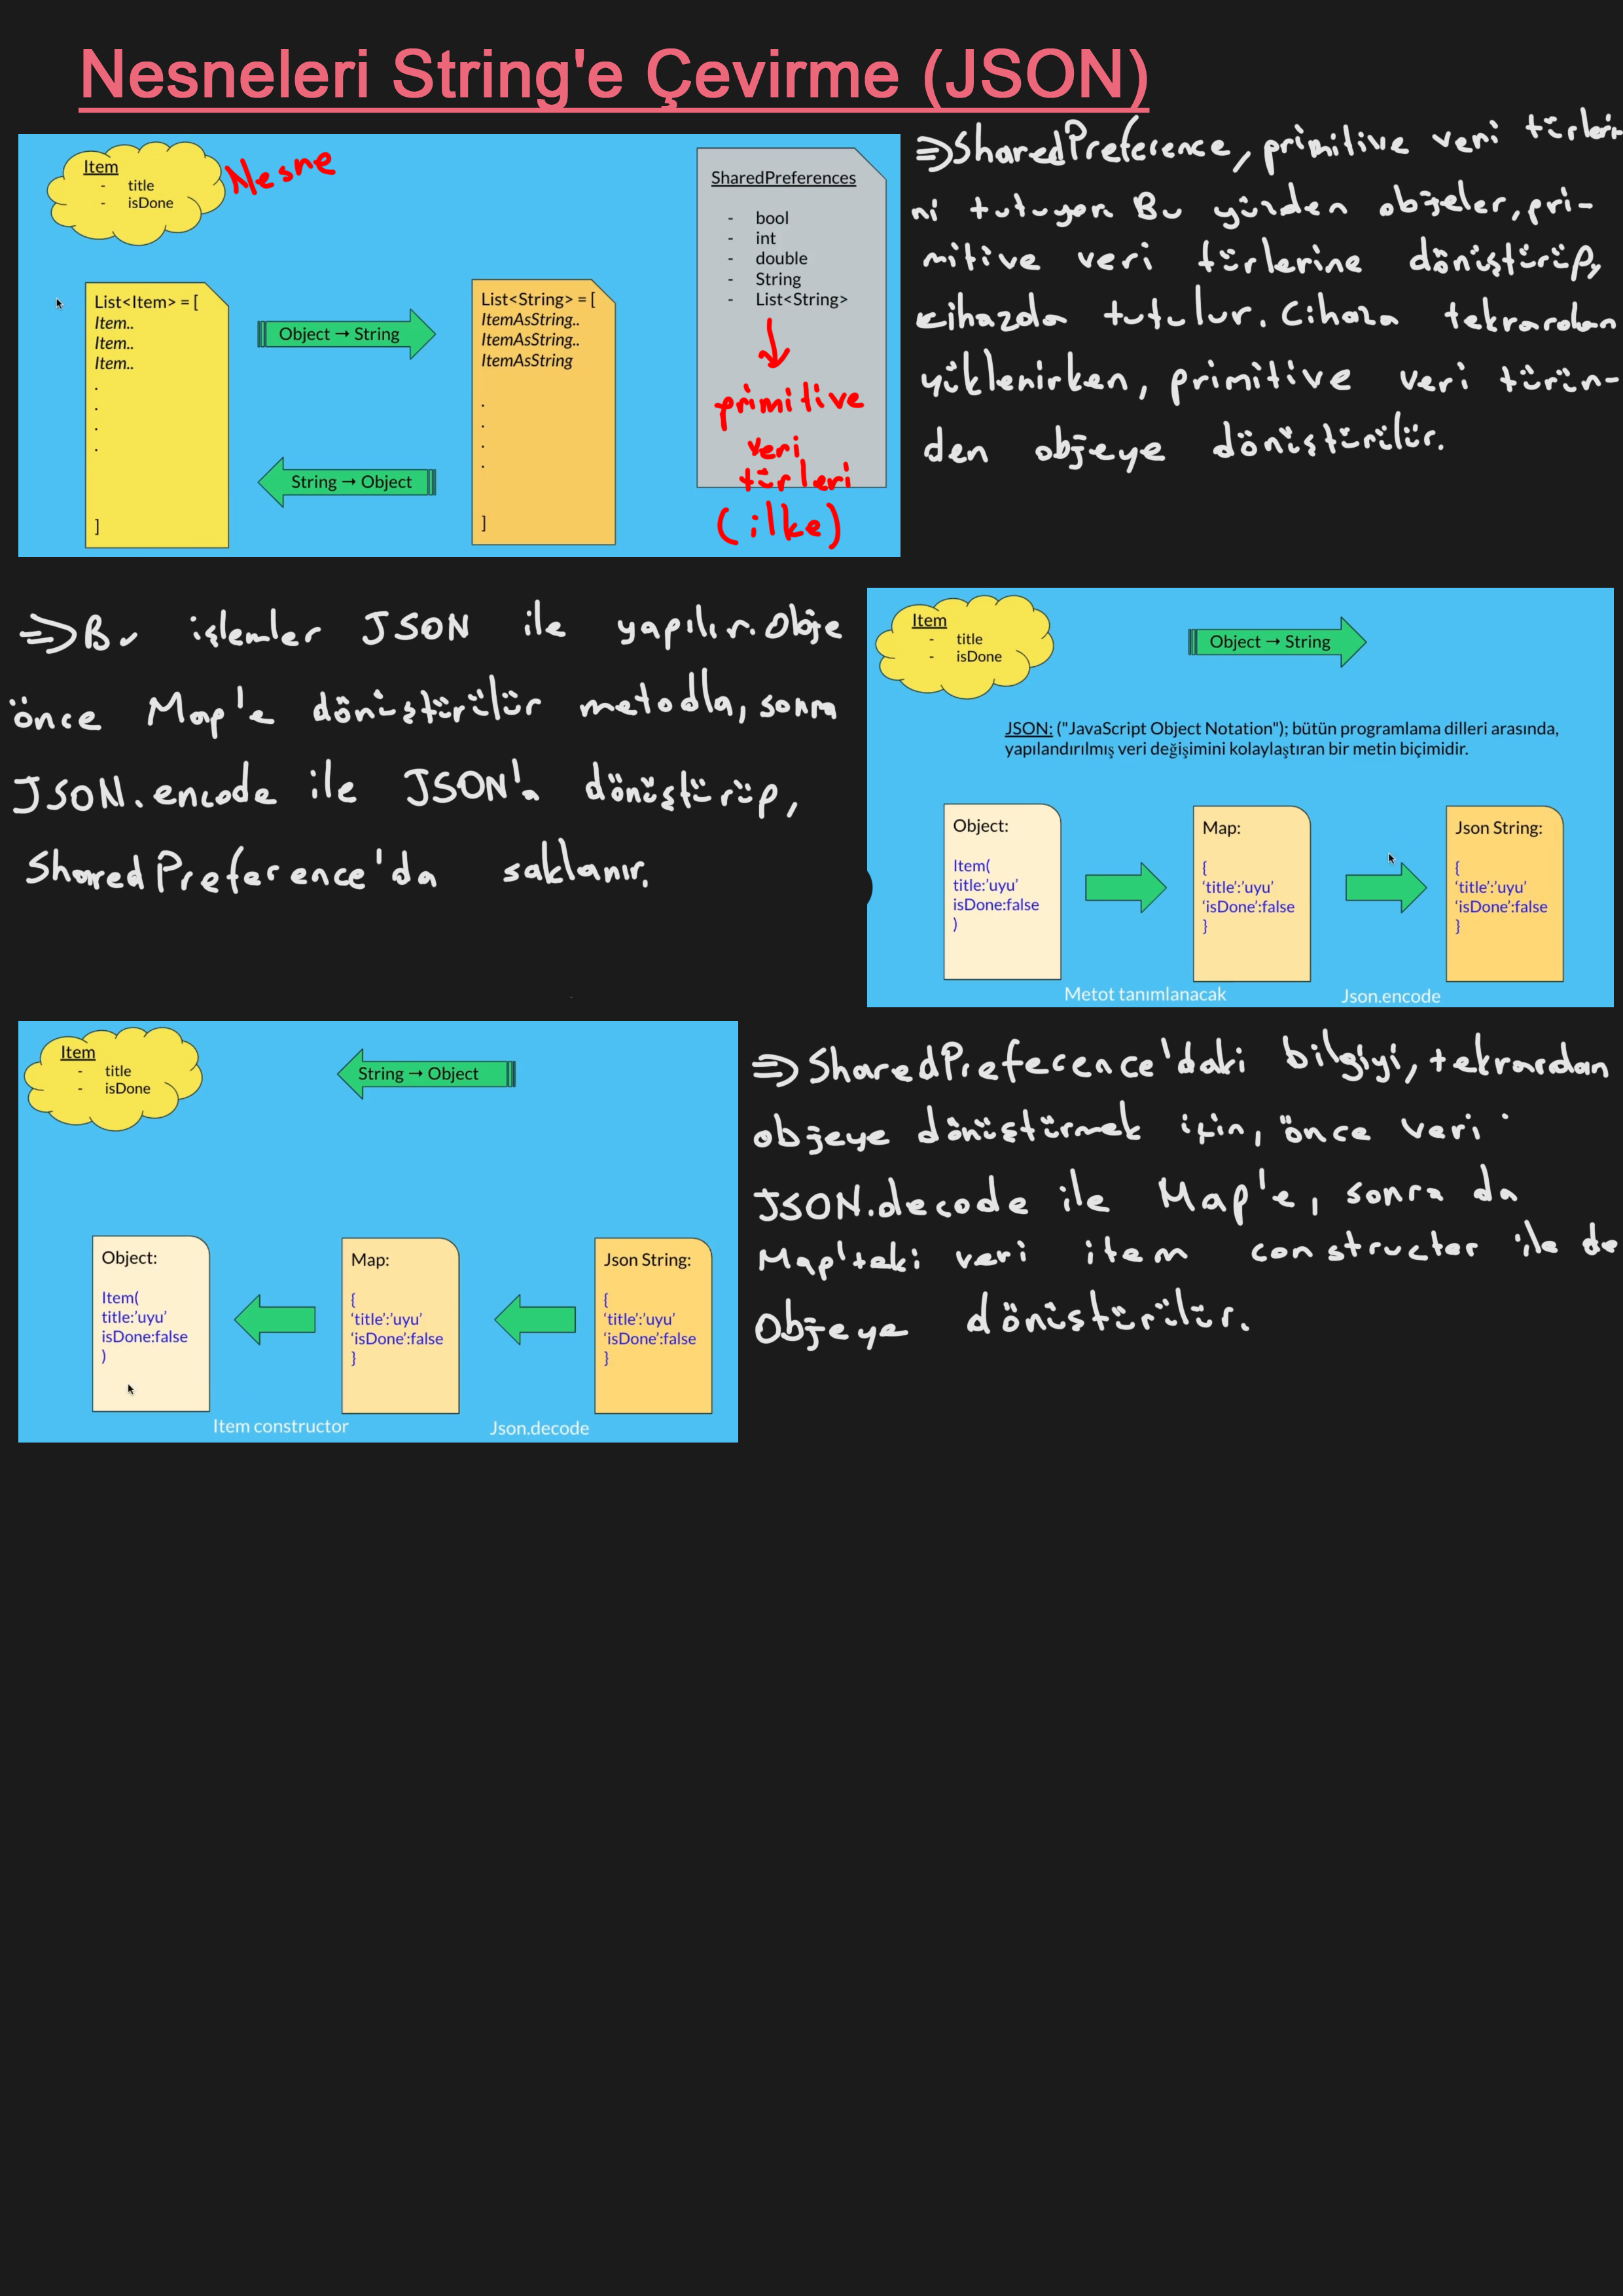 Nesneleri String'e Çevirme (JSON)
Item
- title
- isDone
Nesne
List<Item> = [
Item..
Item..
Item..
.
.
.
.
]
Object → String
String → Object
List<String> = [
ItemAsString..
ItemAsString..
ItemAsString
.
.
.
.
]
SharedPreferences
- bool
- int
- double
- String
- List<String>
primitive
veri
türleri
(ilke)
⇒SharedPreference, primitive veri türleri
ni tutuyor. Bu yüzden objeler, pri-
mitive veri türlerine dönüştürüp,
cihazda tutulur. Cihaza tekrardan
yüklenirken, primitive veri türün-
den objeye dönüştürülür.
⇒Bu işlemler JSON ile yapılır. Obje
önce Map'e dönüştürülür metodla, sonra
JSON.encode ile JSON'a dönüştürüp,
SharedPreference'da saklanır.
Item
- title
- isDone
Object → String
JSON: ("JavaScript Object Notation"); bütün programlama dilleri arasında,
yapılandırılmış veri değişimini kolaylaştıran bir metin biçimidir.
Object:
Item(
title:'uyu'
isDone:false
)
Map:
{
'title':'uyu'
'isDone':false
}
Json String:
{
'title':'uyu'
'isDone':false
}
Metot tanımlanacak
Json.encode
Item
- title
- isDone
String → Object
Object:
Item(
title:'uyu'
isDone:false
)
Map:
{
'title':'uyu'
'isDone':false
}
Json String:
{
'title':'uyu'
'isDone':false
}
Item constructor
Json.decode
⇒SharedPreference'daki bilgiyi, tekrardan
objeye dönüştürmek için, önce veri
JSON.decode ile Map'e, sonra da
Map'teki veri item constructer ile de
Objeye dönüştürülür.